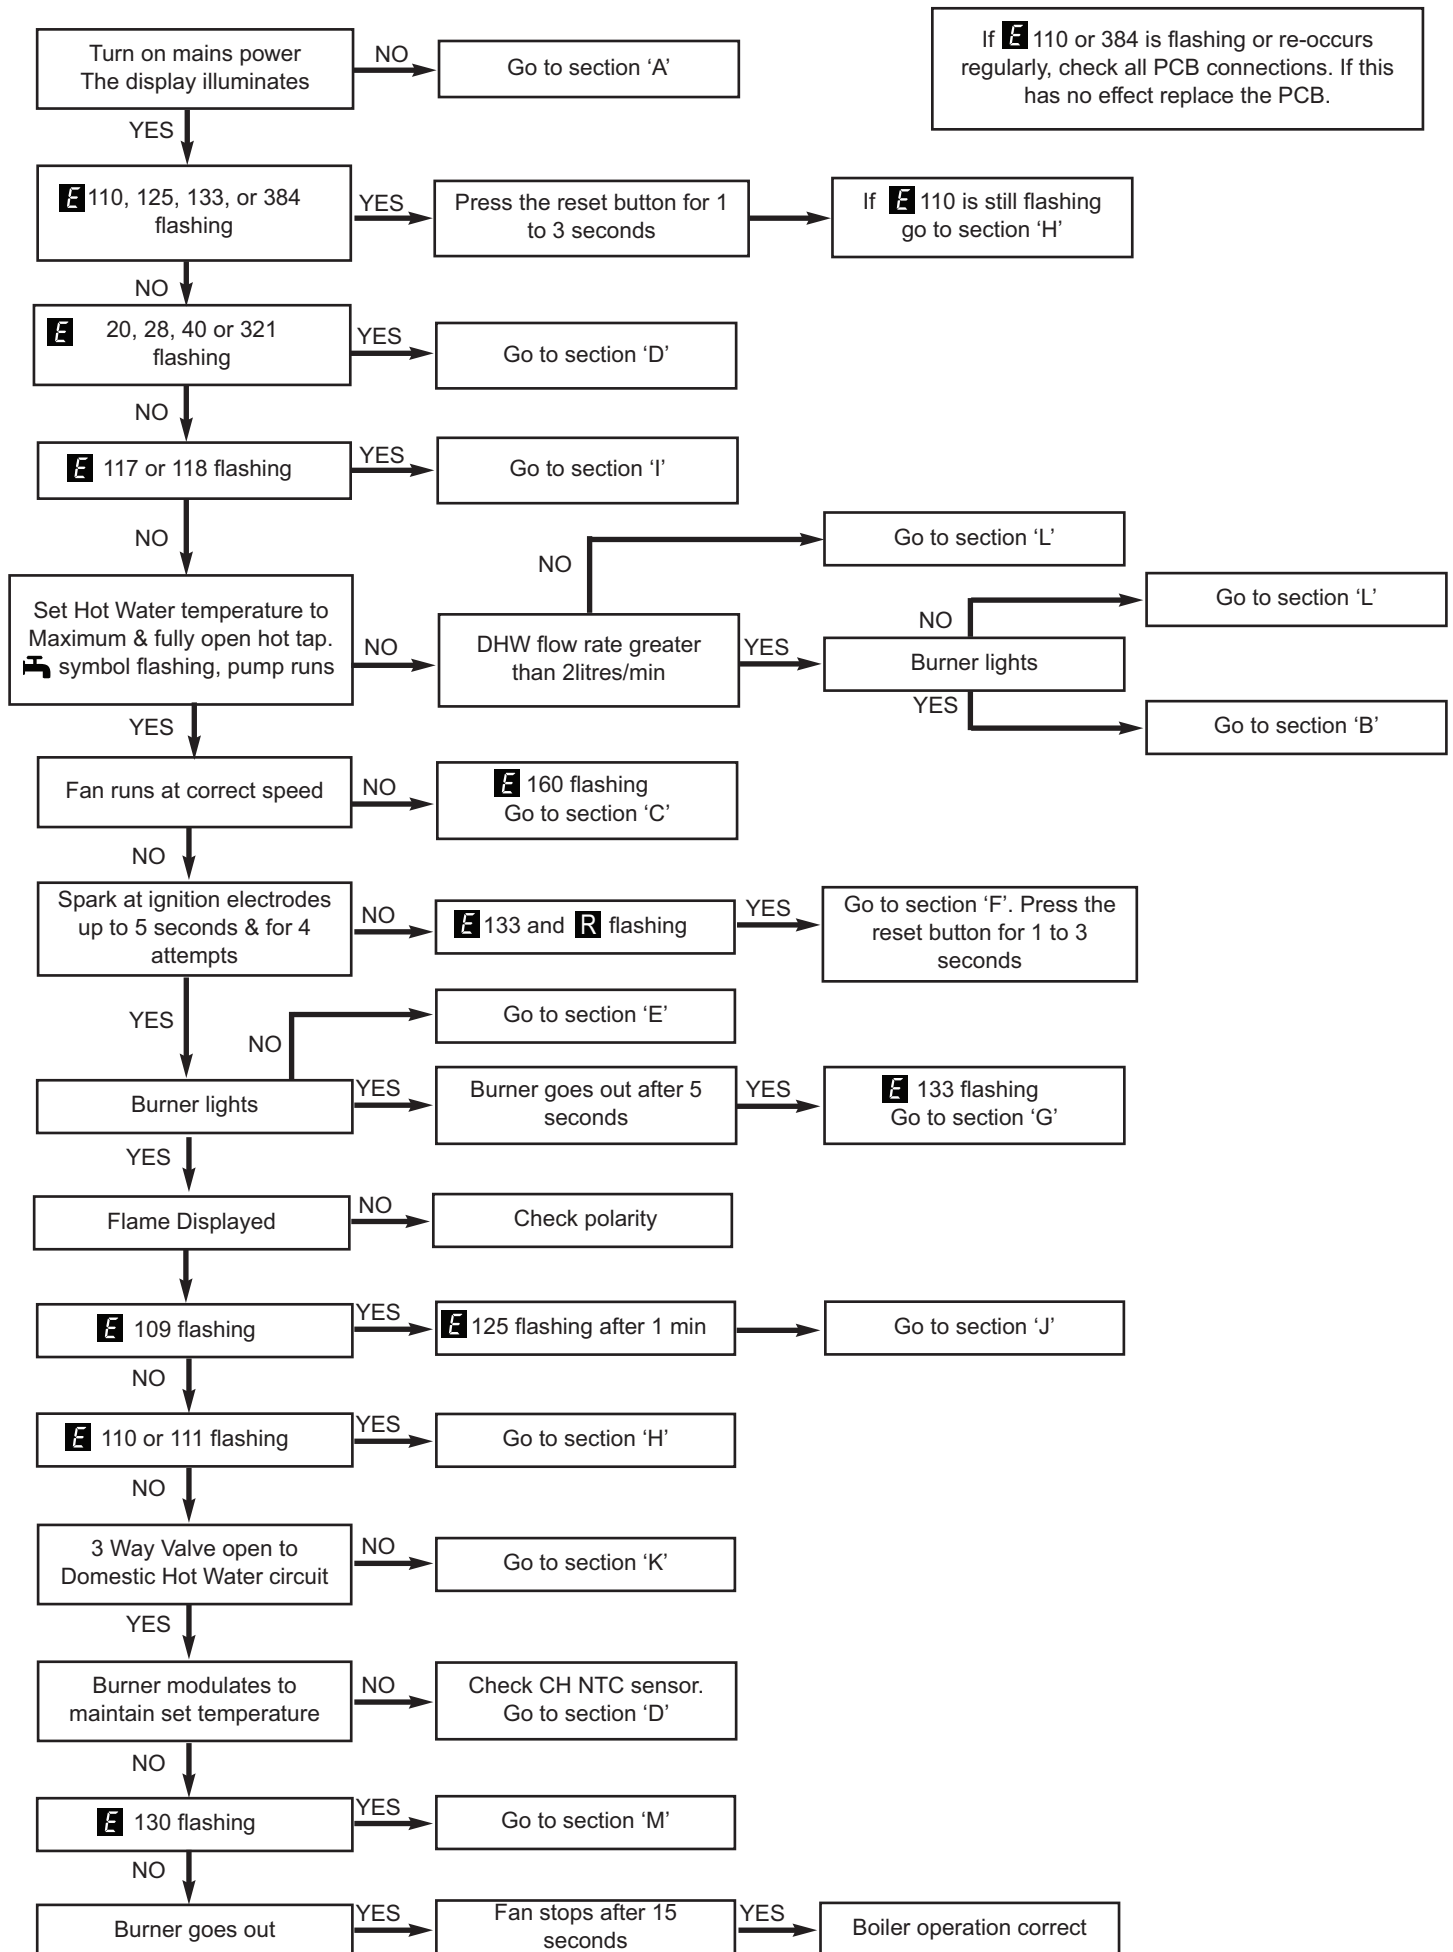 Turn on mains power
The display illuminates
NO
Go to section ‘A’
If E 110 or 384 is flashing or re-occurs
regularly, check all PCB connections. If this
has no effect replace the PCB.
YES
E 110, 125, 133, or 384
flashing
YES
Press the reset button for 1
to 3 seconds
If E 110 is still flashing
go to section ‘H’
NO
E 20, 28, 40 or 321
flashing
YES
Go to section ‘D’
NO
E 117 or 118 flashing
YES
Go to section ‘I’
NO
Set Hot Water temperature to
Maximum & fully open hot tap.
symbol flashing, pump runs
NO
DHW flow rate greater
than 2litres/min
NO
Go to section ‘L’
YES
Burner lights
NO
Go to section ‘L’
YES
Go to section ‘B’
YES
Fan runs at correct speed
NO
E 160 flashing
Go to section ‘C’
NO
Spark at ignition electrodes
up to 5 seconds & for 4
attempts
NO
E 133 and R flashing
YES
Go to section ‘F’. Press the
reset button for 1 to 3
seconds
YES
NO
Go to section ‘E’
Burner lights
YES
Burner goes out after 5
seconds
YES
E 133 flashing
Go to section ‘G’
YES
Flame Displayed
NO
Check polarity
E 109 flashing
YES
E 125 flashing after 1 min
Go to section ‘J’
NO
E 110 or 111 flashing
YES
Go to section ‘H’
NO
3 Way Valve open to
Domestic Hot Water circuit
NO
Go to section ‘K’
YES
Burner modulates to
maintain set temperature
NO
Check CH NTC sensor.
Go to section ‘D’
NO
E 130 flashing
YES
Go to section ‘M’
NO
Burner goes out
YES
Fan stops after 15
seconds
YES
Boiler operation correct